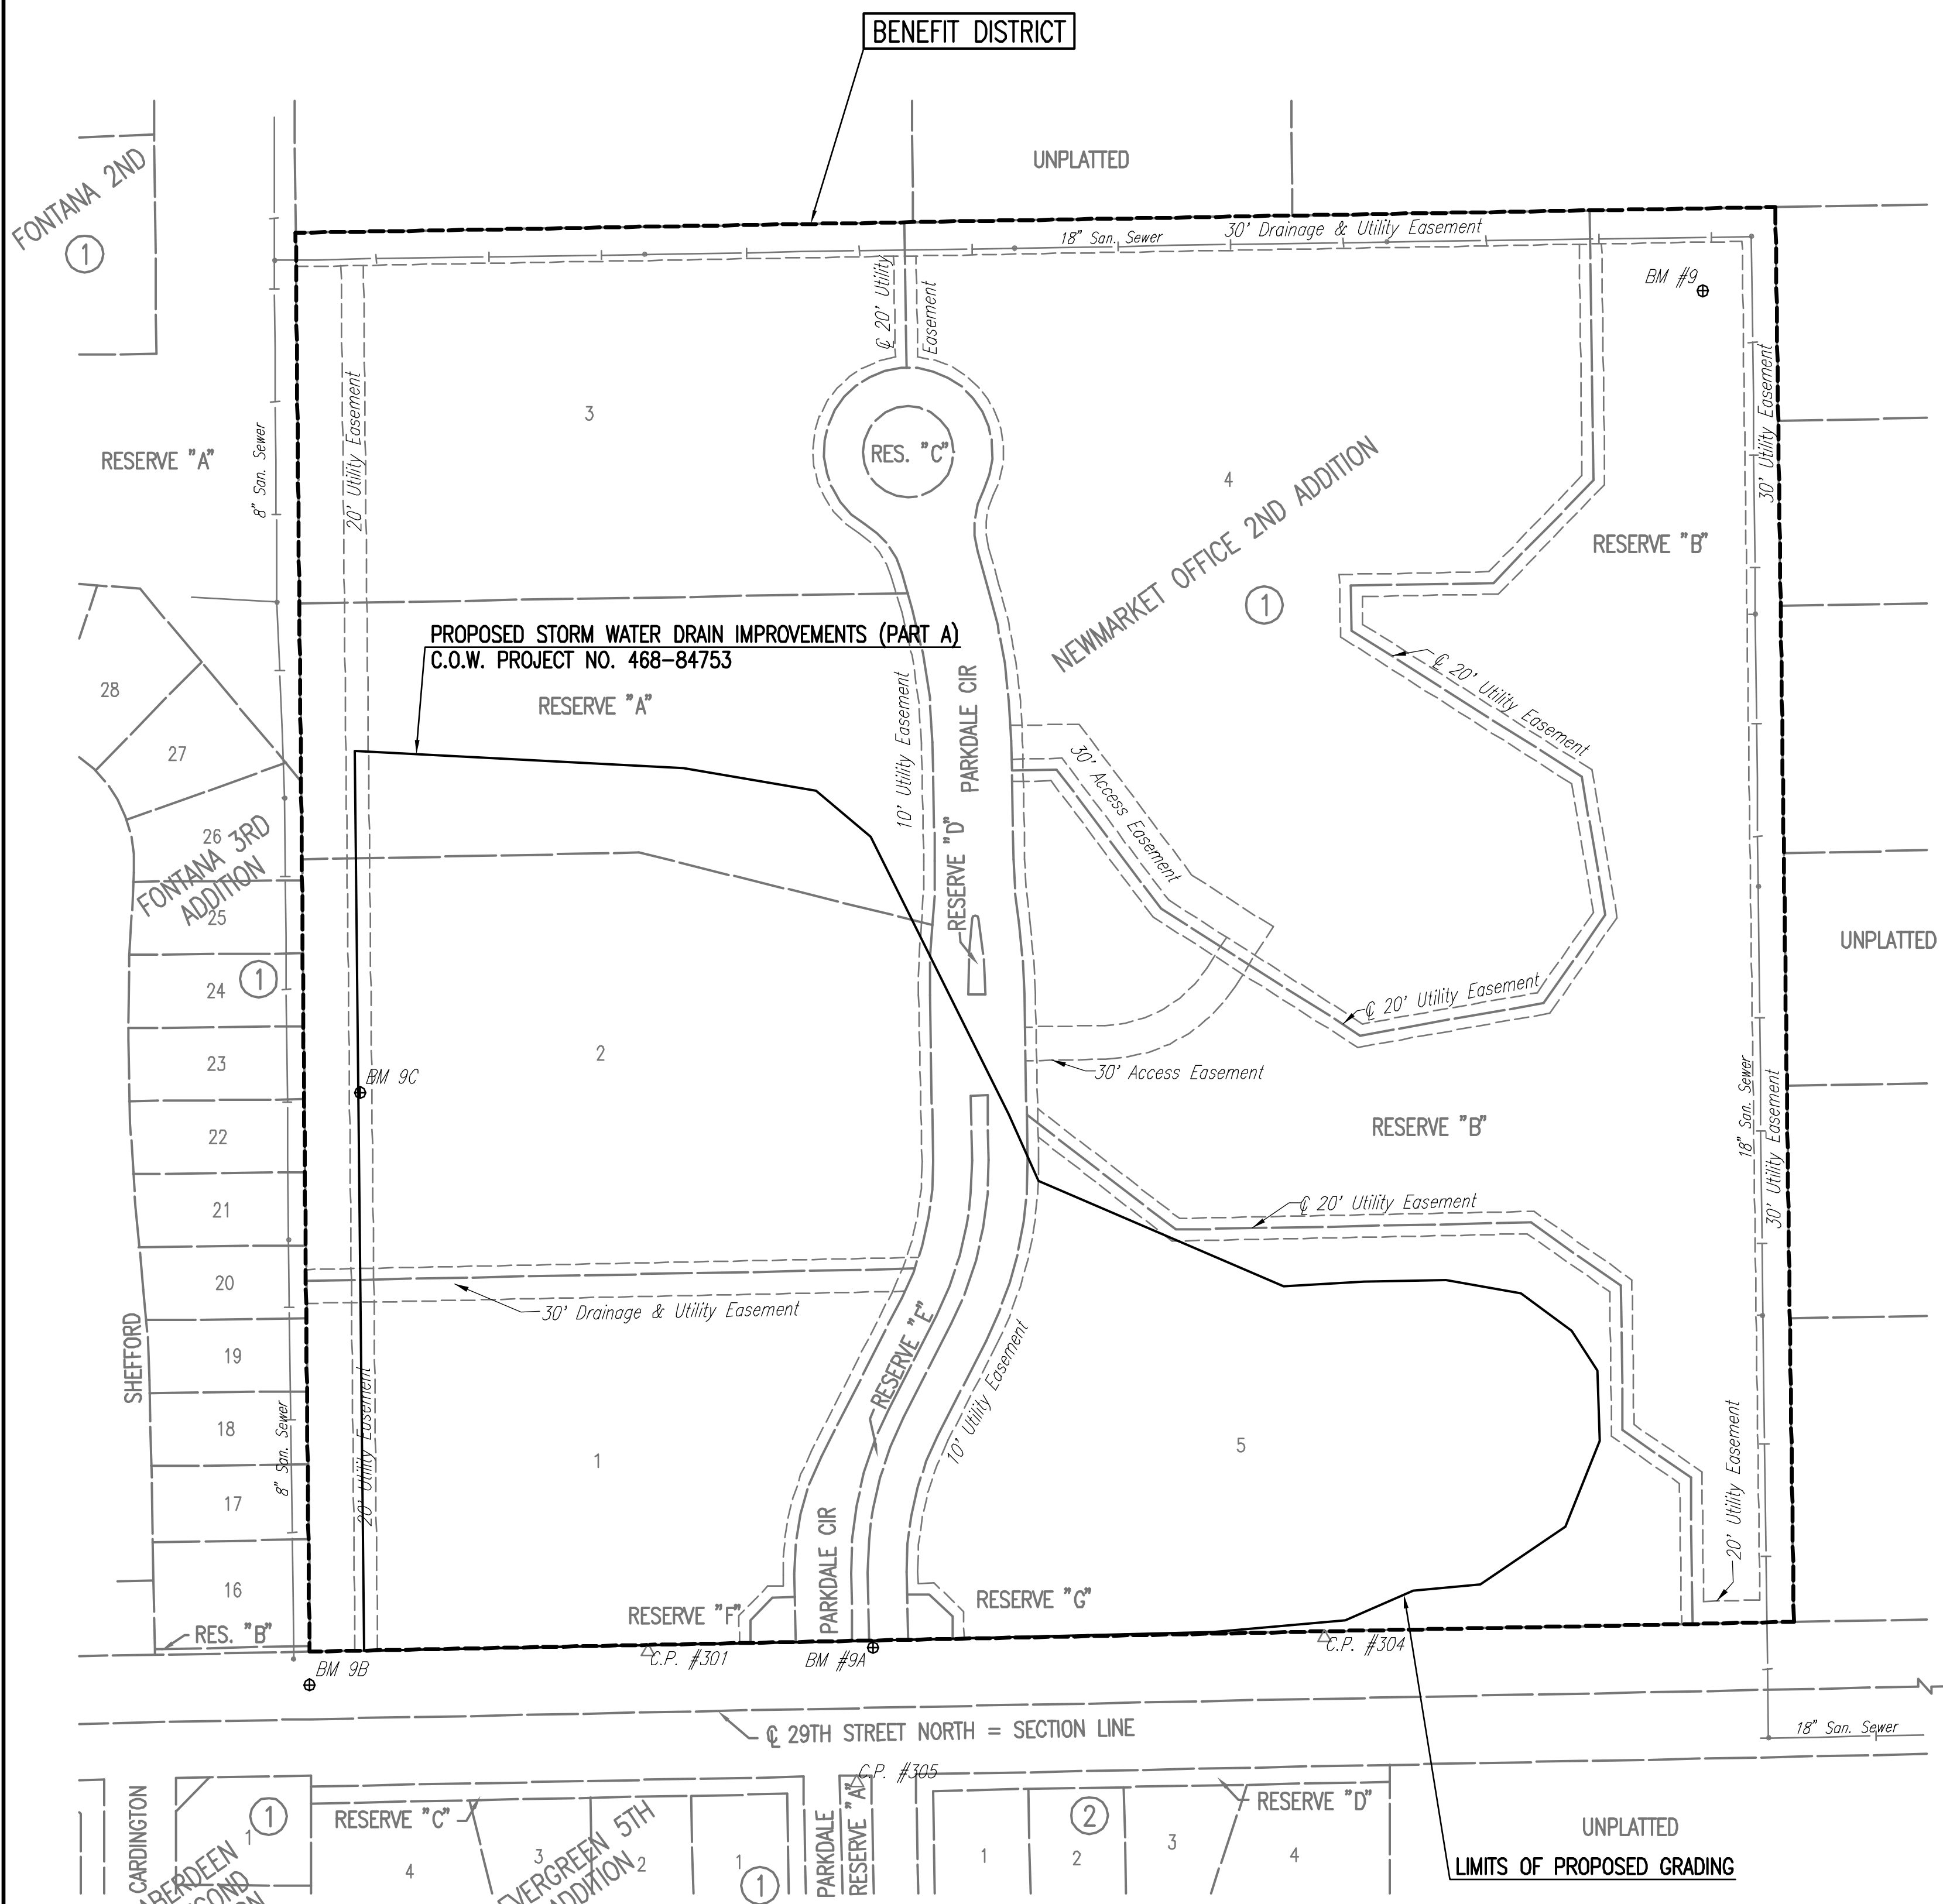 BENEFIT DISTRICT
UNPLATTED
FONTANA 2ND
1
18" San. Sewer
30' Drainage & Utility Easement
BM #9
℄ 20' Utility
Easement
20' Utility Easement
30' Utility Easement
3
RESERVE "A"
8" San. Sewer
RES. "C"
4
NEWMARKET OFFICE 2ND ADDITION
1
RESERVE "B"
PROPOSED STORM WATER DRAIN IMPROVEMENTS (PART A)
C.O.W. PROJECT NO. 468-84753
RESERVE "A"
10' Utility Easement
PARKDALE CIR
℄ 20' Utility Easement
28
27
30' Access Easement
26
FONTANA 3RD
ADDITION
25
RESERVE "D"
UNPLATTED
24
1
℄ 20' Utility Easement
2
23
BM 9C
30' Access Easement
18" San. Sewer
30' Utility Easement
22
RESERVE "B"
21
℄ 20' Utility Easement
20
30' Drainage & Utility Easement
SHEFFORD
19
RESERVE "E"
10' Utility Easement
18
8" San. Sewer
20' Utility Easement
1
5
20' Utility Easement
17
16
PARKDALE CIR
RESERVE "F"
RESERVE "G"
RES. "B"
BM 9B
C.P. #301
BM #9A
C.P. #304
℄ 29TH STREET NORTH = SECTION LINE
18" San. Sewer
C.P. #305
CARDINGTON
1
RESERVE "C"
PARKDALE
RESERVE "A"
2
RESERVE "D"
UNPLATTED
ABERDEEN
1
4
3
2
1
1
EVERGREEN 5TH
ADDITION
1
2
3
4
LIMITS OF PROPOSED GRADING